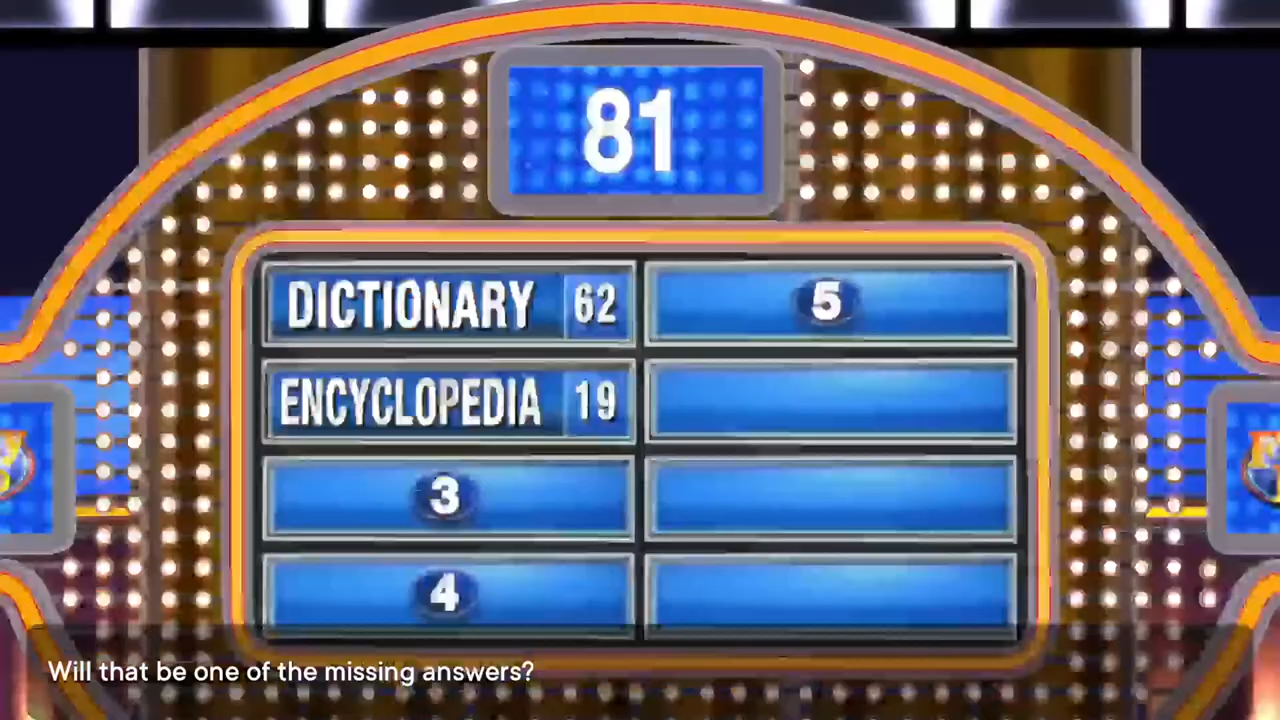 81
DICTIONARY 62
5
ENCYCLOPEDIA 19
3
4
Will that be one of the missing answers?